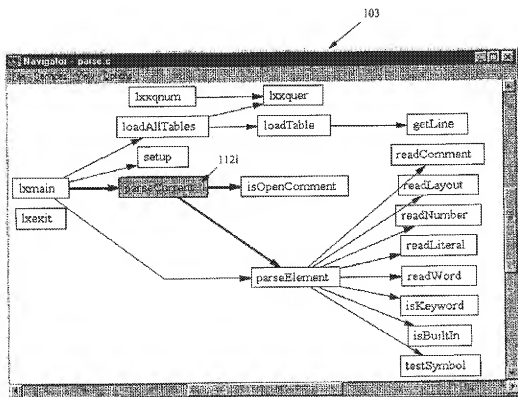 103
Navigator - parse.c
lxxqnum
lxxquer
loadAllTables
loadTable
getLine
setup
112i
readComment
lxmain
parseContent
isOpenComment
readLayout
lxexit
readNumber
readLiteral
parseElement
readWord
isKeyword
isBuiltIn
testSymbol